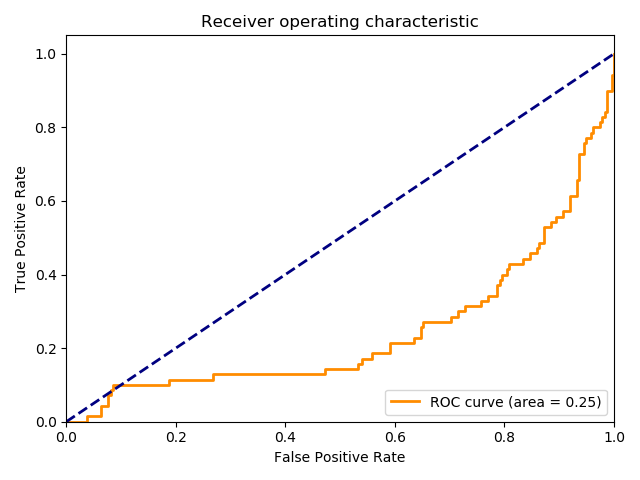 Receiver operating characteristic
True Positive Rate
1.0
0.8
0.6
0.4
0.2
0.0
ROC curve (area = 0.25)
0.0 0.2 0.4 0.6 0.8 1.0
False Positive Rate